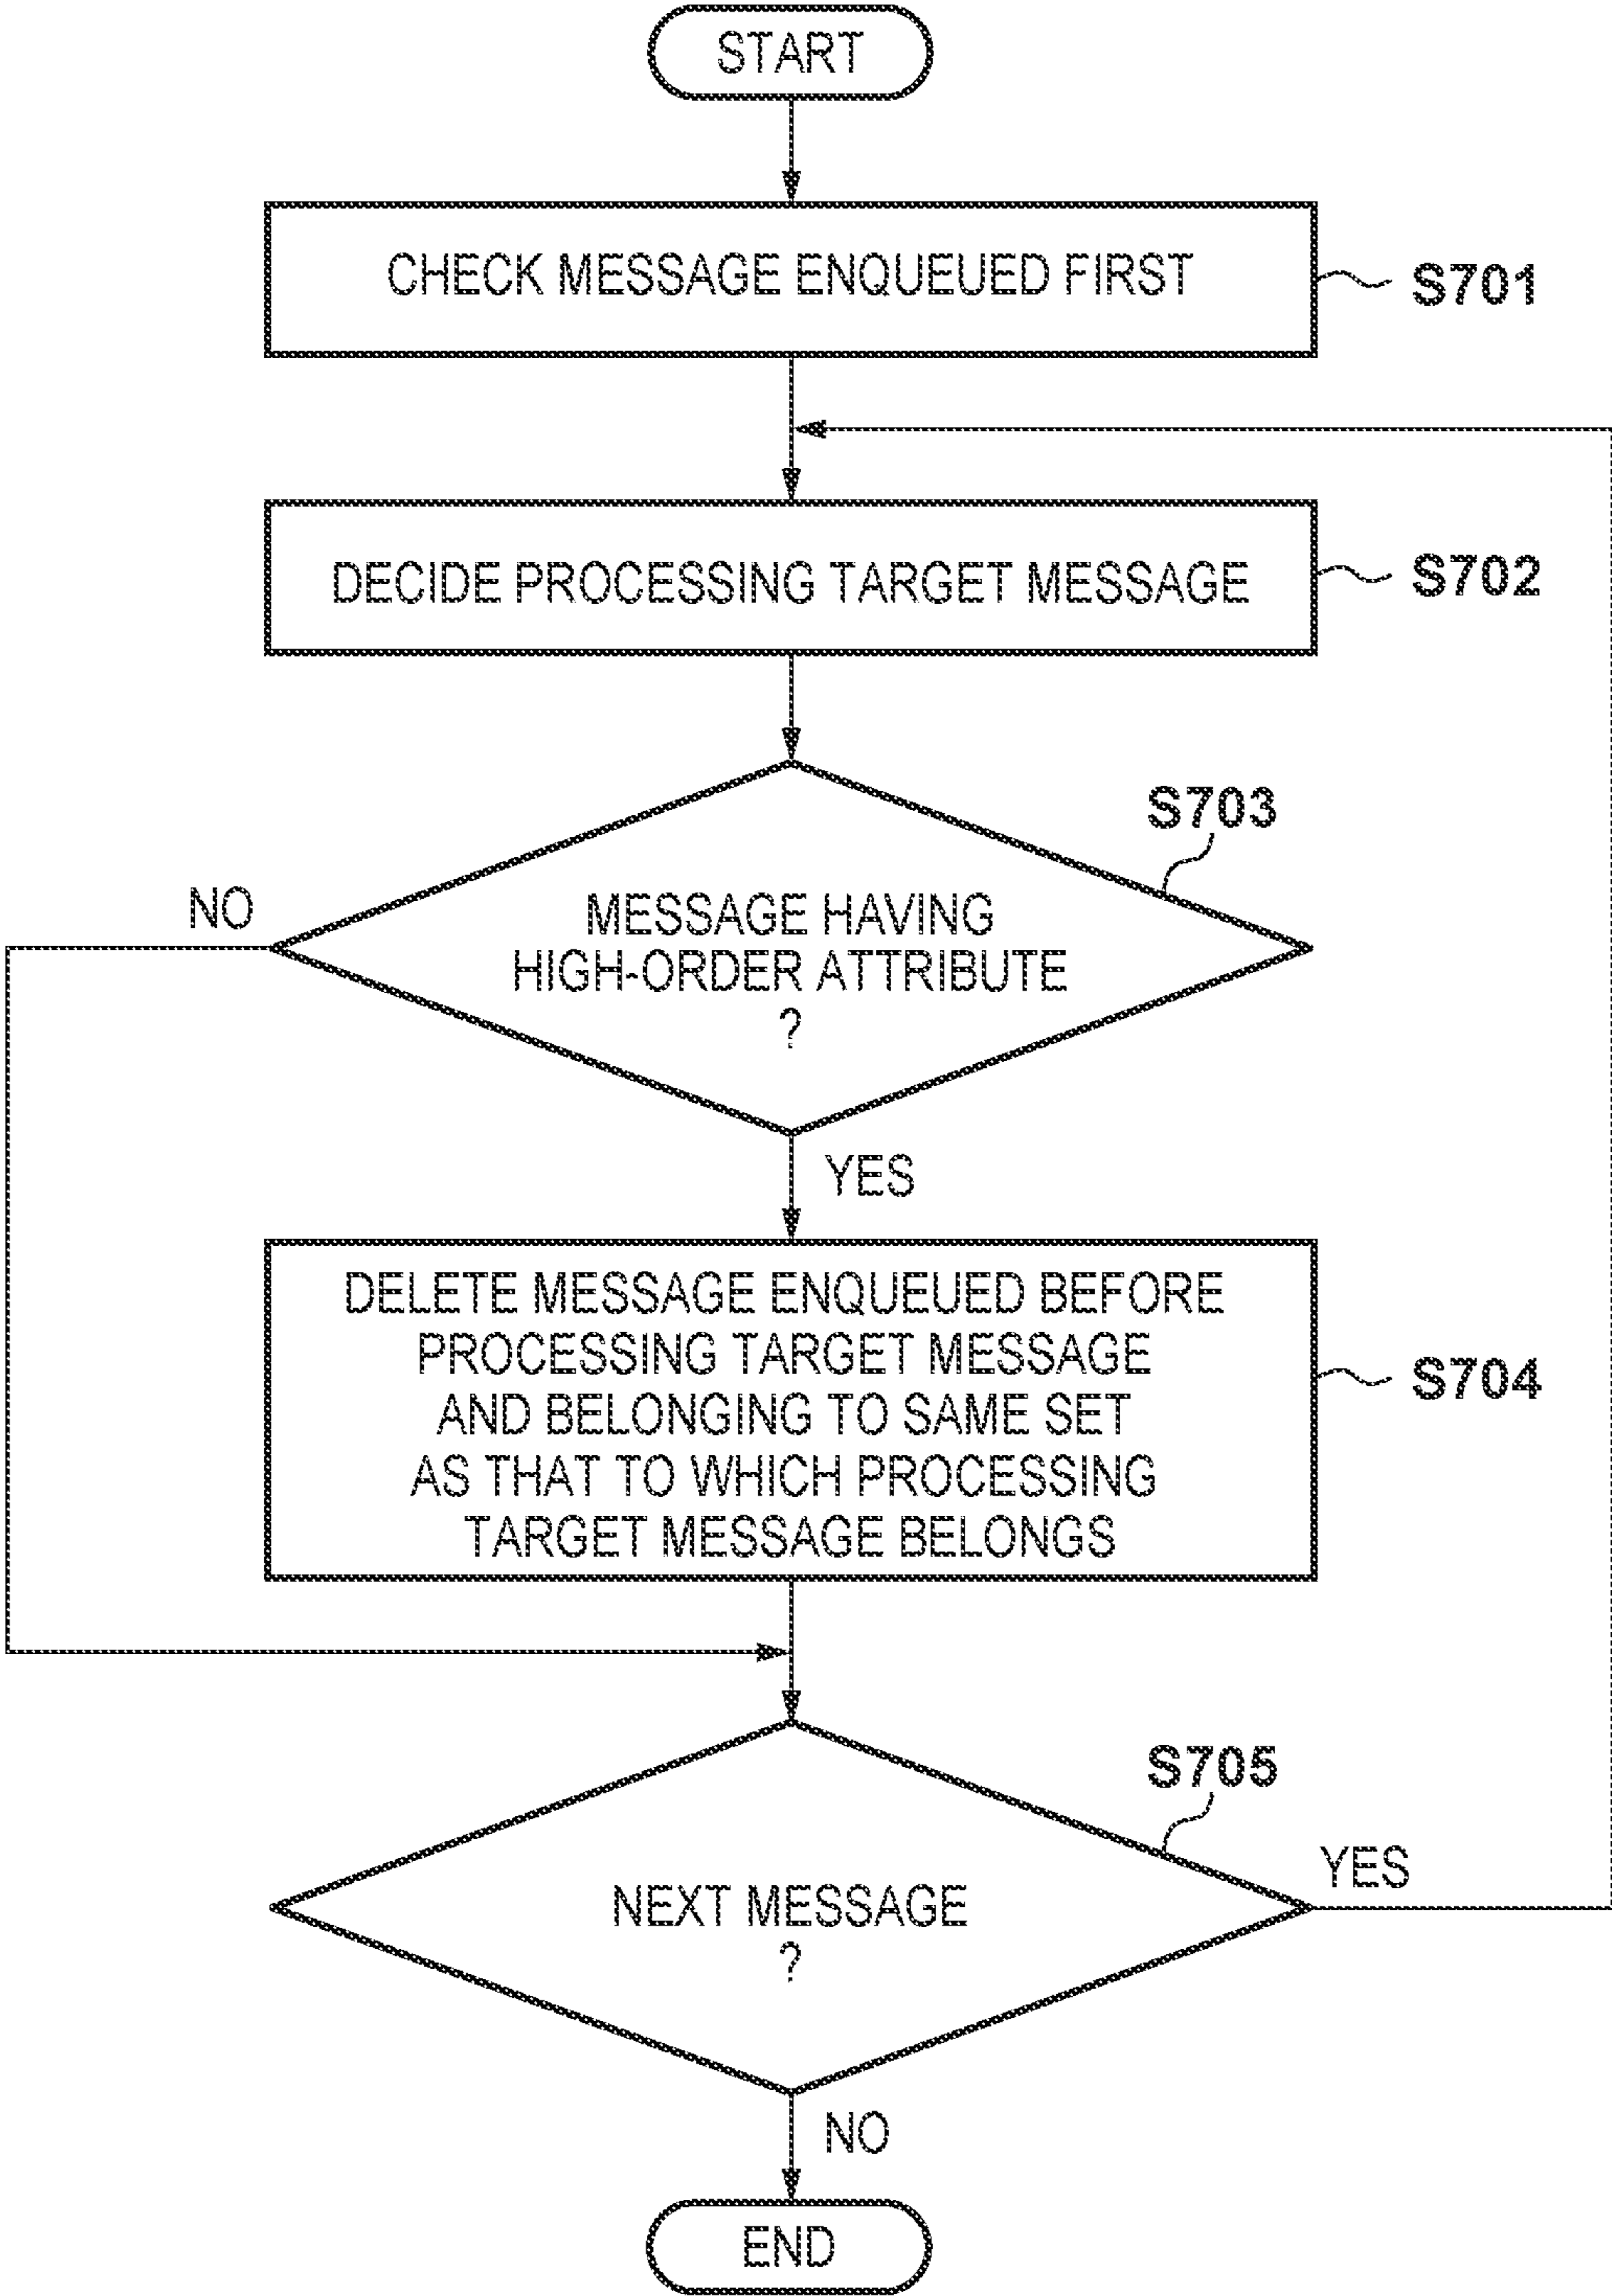 START
CHECK MESSAGE ENQUEUED FIRST
S701
DECIDE PROCESSING TARGET MESSAGE
S702
S703
NO
MESSAGE HAVING
HIGH-ORDER ATTRIBUTE
?
YES
DELETE MESSAGE ENQUEUED BEFORE
PROCESSING TARGET MESSAGE
AND BELONGING TO SAME SET
AS THAT TO WHICH PROCESSING
TARGET MESSAGE BELONGS
S704
S705
YES
NEXT MESSAGE
?
NO
END